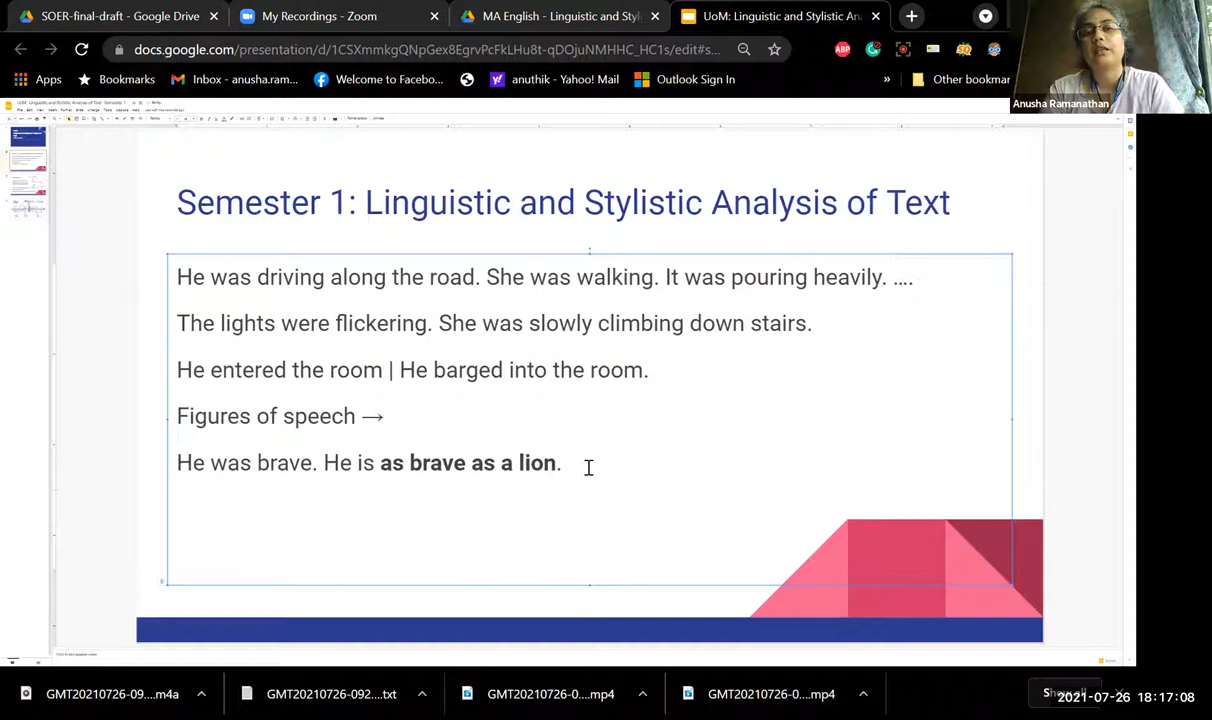 SOER-final-draft - Google Drive
My Recordings - Zoom
MA English - Linguistic and Styl
UoM: Linguistic and Stylistic An
docs.google.com/presentation/d/1CSXmmkgQNpGex8EgrvPcFkLHu8t-qDOjuNMHHC_HC1s/edit#s...
ABP
Apps
Bookmarks
Inbox - anusha.ram...
Welcome to Facebo...
anuthik - Yahoo! Mail
Outlook Sign In
»
Other bookmar
Anusha Ramanathan
Semester 1: Linguistic and Stylistic Analysis of Text
He was driving along the road. She was walking. It was pouring heavily. ....
The lights were flickering. She was slowly climbing down stairs.
He entered the room | He barged into the room.
Figures of speech →
He was brave. He is as brave as a lion.
GMT20210726-09....m4a
GMT20210726-092....txt
GMT20210726-0....mp4
GMT20210726-0....mp4
2021-07-26 18:17:08